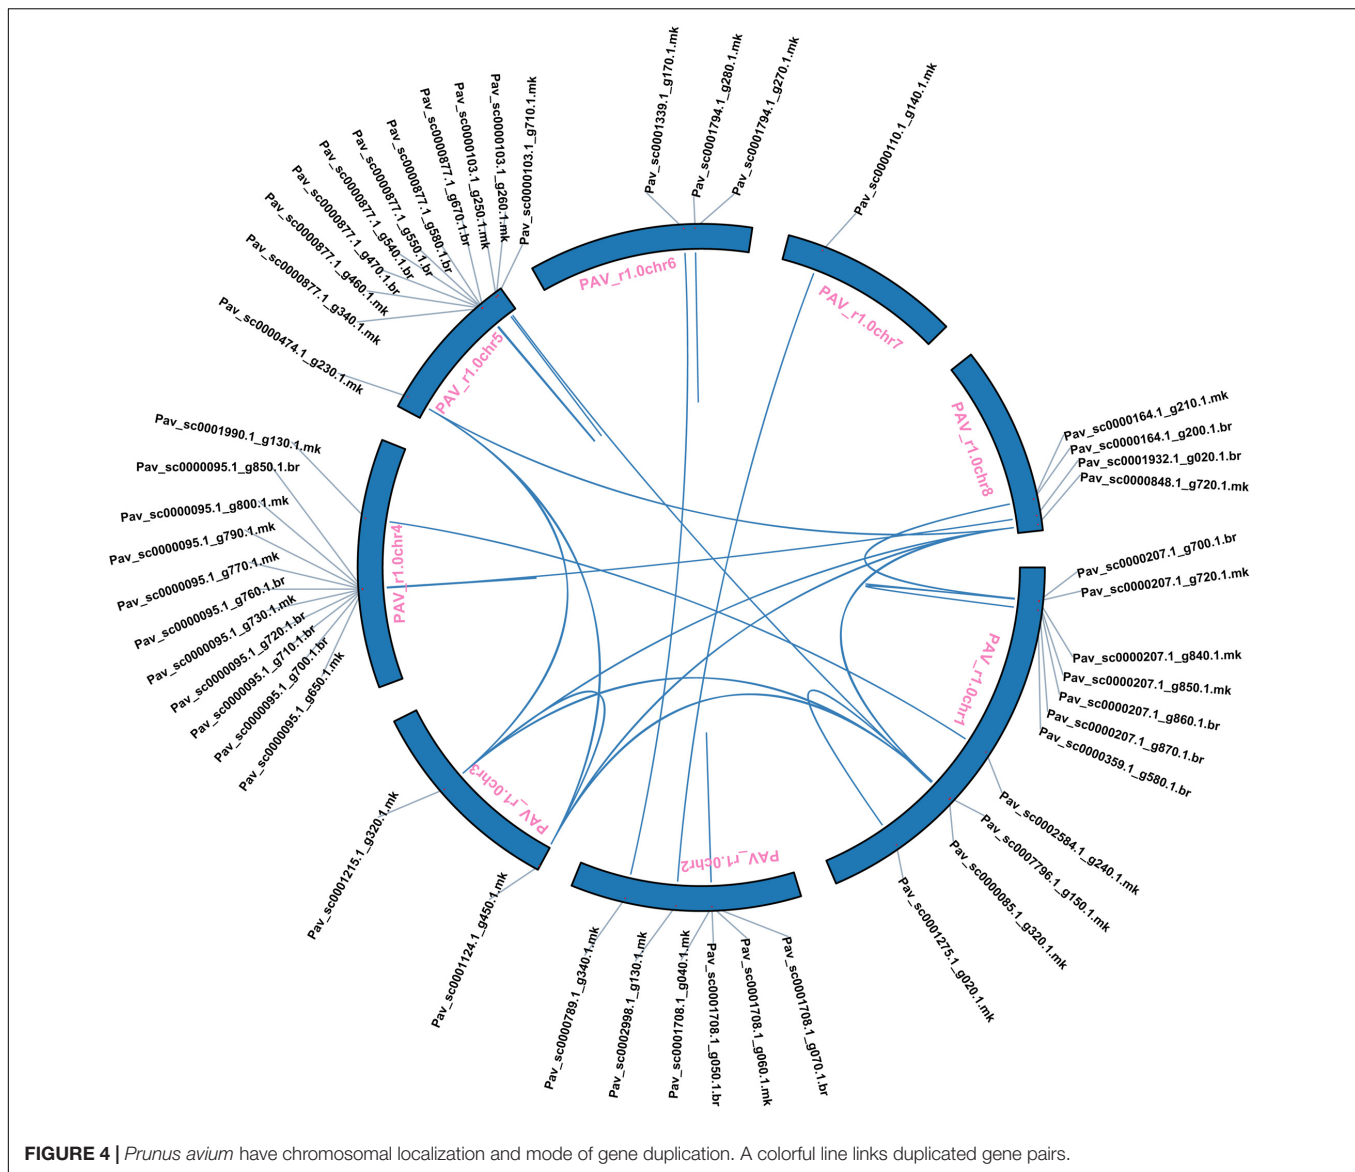 Pav_sc0001339.1_g170.1.mk
Pav_sc0001794.1_g280.1.mk
Pav_sc0001794.1_g270.1.mk
Pav_sc0000110.1_g140.1.mk
Pav_sc0000164.1_g210.1.mk
Pav_sc0000164.1_g200.1.br
Pav_sc0001932.1_g020.1.br
Pav_sc0000848.1_g720.1.mk
Pav_sc0000207.1_g700.1.br
Pav_sc0000207.1_g720.1.mk
Pav_sc0000207.1_g840.1.mk
Pav_sc0000207.1_g850.1.mk
Pav_sc0000207.1_g860.1.br
Pav_sc0000207.1_g870.1.br
Pav_sc0000359.1_g580.1.br
Pav_sc0002584.1_g240.1.mk
Pav_sc0007796.1_g150.1.mk
Pav_sc0000085.1_g320.1.mk
Pav_sc0001275.1_g020.1.mk
Pav_sc0001708.1_g070.1.br
Pav_sc0001708.1_g060.1.mk
Pav_sc0001708.1_g050.1.br
Pav_sc0001708.1_g040.1.mk
Pav_sc0002998.1_g130.1.mk
Pav_sc0000789.1_g340.1.mk
Pav_sc0001124.1_g450.1.mk
Pav_sc0001215.1_g320.1.mk
Pav_sc0000095.1_g650.1.mk
Pav_sc0000095.1_g700.1.br
Pav_sc0000095.1_g710.1.br
Pav_sc0000095.1_g720.1.br
Pav_sc0000095.1_g730.1.mk
Pav_sc0000095.1_g760.1.br
Pav_sc0000095.1_g770.1.mk
Pav_sc0000095.1_g790.1.mk
Pav_sc0000095.1_g800.1.mk
Pav_sc0000095.1_g850.1.br
Pav_sc0001990.1_g130.1.mk
Pav_sc0000474.1_g230.1.mk
Pav_sc0000877.1_g340.1.mk
Pav_sc0000877.1_g460.1.mk
Pav_sc0000877.1_g470.1.br
Pav_sc0000877.1_g540.1.br
Pav_sc0000877.1_g550.1.br
Pav_sc0000877.1_g580.1.br
Pav_sc0000877.1_g670.1.br
Pav_sc0000103.1_g250.1.mk
Pav_sc0000103.1_g260.1.mk
Pav_sc0000103.1_g710.1.mk
PAV_r1.0chr6
PAV_r1.0chr7
PAV_r1.0chr8
PAV_r1.0chr1
PAV_r1.0chr2
PAV_r1.0chr3
PAV_r1.0chr4
PAV_r1.0chr5
FIGURE 4 | Prunus avium have chromosomal localization and mode of gene duplication. A colorful line links duplicated gene pairs.